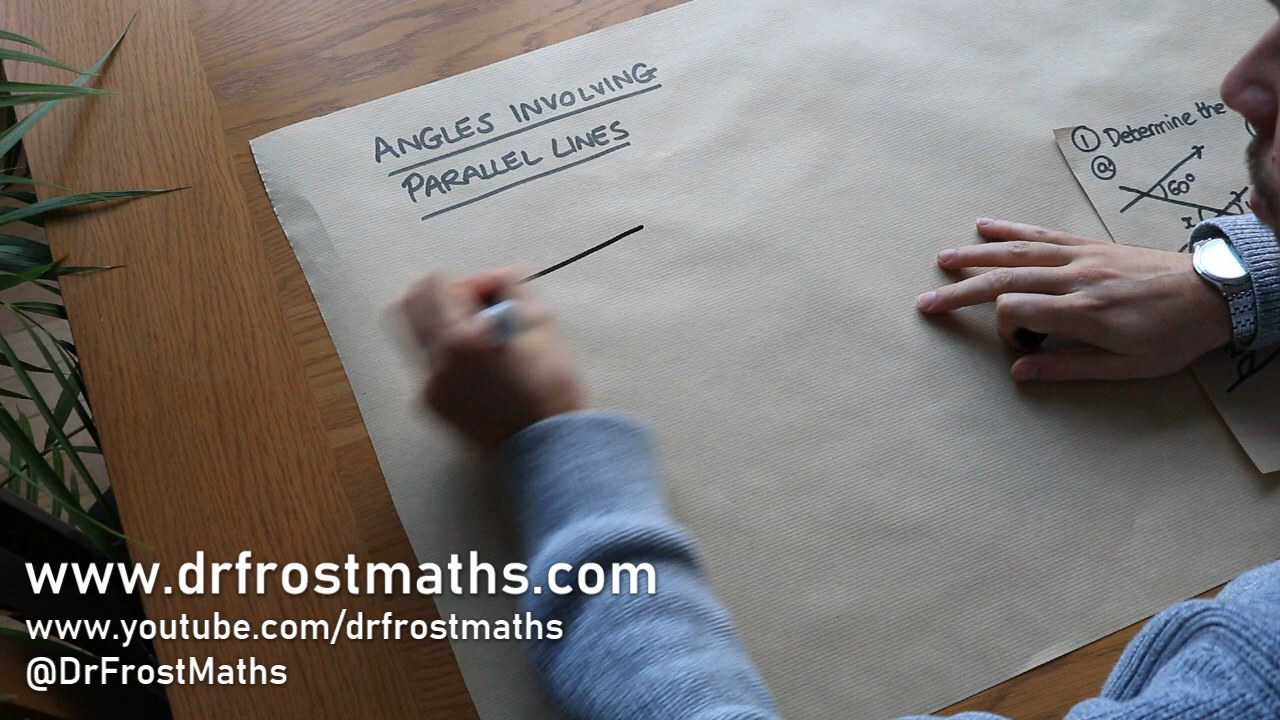 ANGLES INVOLVING
PARALLEL LINES
① Determine the
ⓐ
60°
x
www.drfrostmaths.com
www.youtube.com/drfrostmaths
@DrFrostMaths